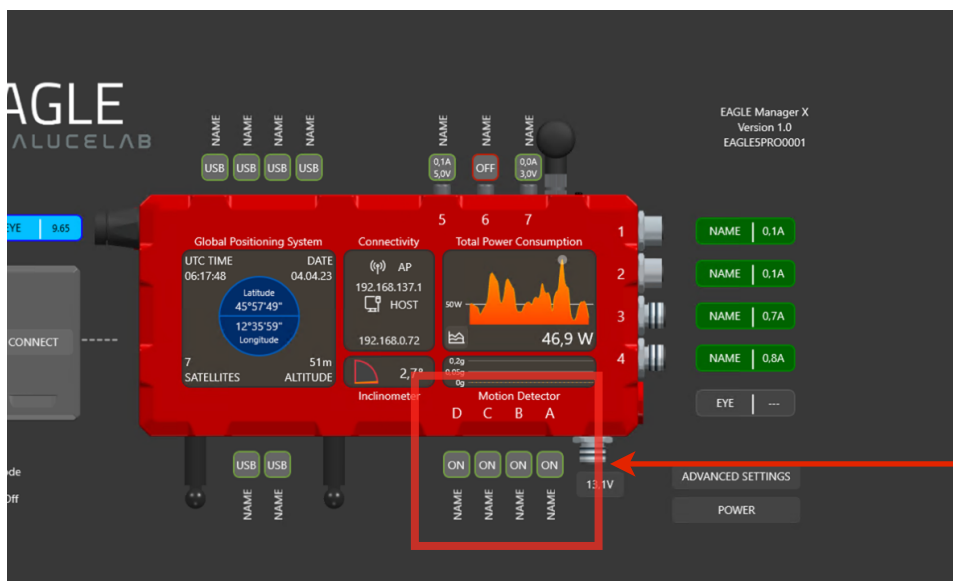 AGLE
ALUCELAB
NAME NAME NAME NAME
USB USB USB USB
NAME NAME NAME
0,1A
5,0V
OFF
0,0A
3,0V
EAGLE Manager X
Version 1.0
EAGLE5PRO0001
EYE 9.65
5 6 7
1
2
3
4
Global Positioning System
UTC TIME DATE
06:17:48 04.04.23
Latitude
45°57'49"
12°35'59"
Longitude
7 51m
SATELLITES ALTITUDE
Connectivity
AP
192.168.137.1
HOST
192.168.0.72
2,7°
Inclinometer
Total Power Consumption
50W
46,9 W
0,2g
0,05g
0g
Motion Detector
D C B A
NAME 0,1A
NAME 0,1A
NAME 0,7A
NAME 0,8A
EYE ---
CONNECT
ode
Off
USB USB
NAME NAME
ON ON ON ON
NAME NAME NAME NAME
13.1V
ADVANCED SETTINGS
POWER